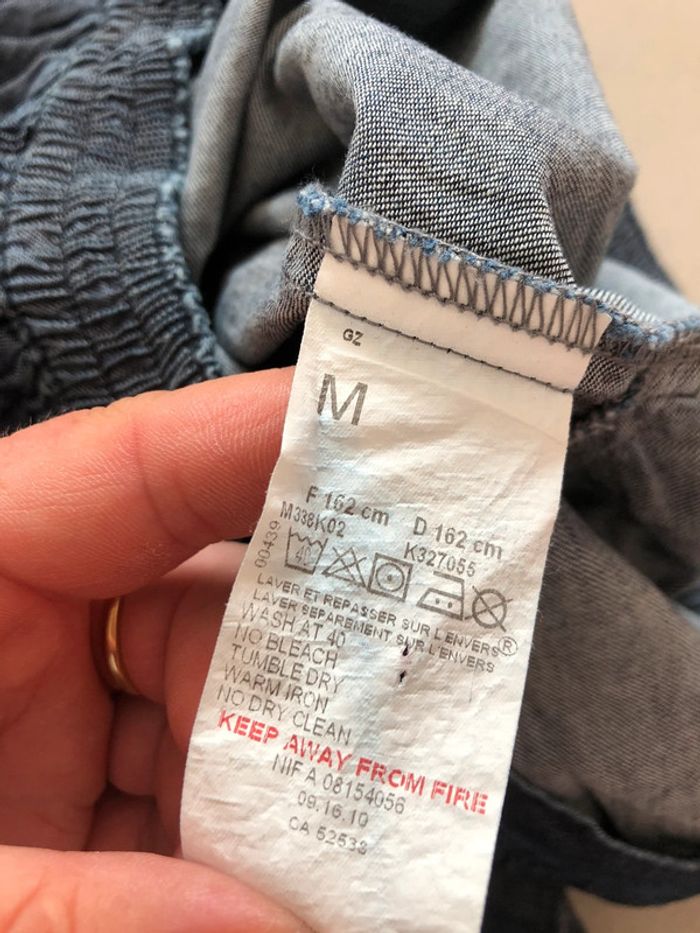 GZ
M
F 162 cm D 162 cm
M338K02 K327055
00439
40
LAVER ET REPASSER SUR L'ENVERS ®
LAVER SEPAREMENT SUR L'ENVERS
WASH AT 40
NO BLEACH
TUMBLE DRY
WARM IRON
NO DRY CLEAN
KEEP AWAY FROM FIRE
NIF A 08154056
09.16.10
CA 52538